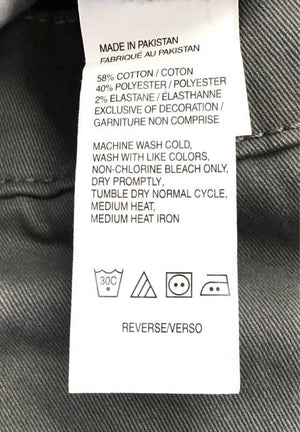 MADE IN PAKISTAN
FABRIQUÉ AU PAKISTAN
58% COTTON / COTON
40% POLYESTER / POLYESTER
2% ELASTANE / ÉLASTHANNE
EXCLUSIVE OF DECORATION /
GARNITURE NON COMPRISE
MACHINE WASH COLD,
WASH WITH LIKE COLORS,
NON-CHLORINE BLEACH ONLY,
DRY PROMPTLY,
TUMBLE DRY NORMAL CYCLE,
MEDIUM HEAT,
MEDIUM HEAT IRON
30C
REVERSE/VERSO